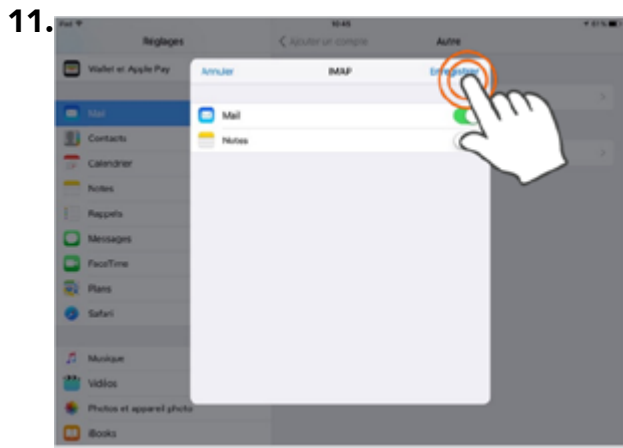 11.
iPad 10:45 81%
Réglages
Ajouter un compte Autre
Wallet et Apple Pay
Annuler IMAP Enregistrer
Mail
Mail
Contacts
Notes
Calendrier
Notes
Rappels
Messages
FaceTime
Plans
Safari
Musique
Vidéos
Photos et appareil photo
iBooks